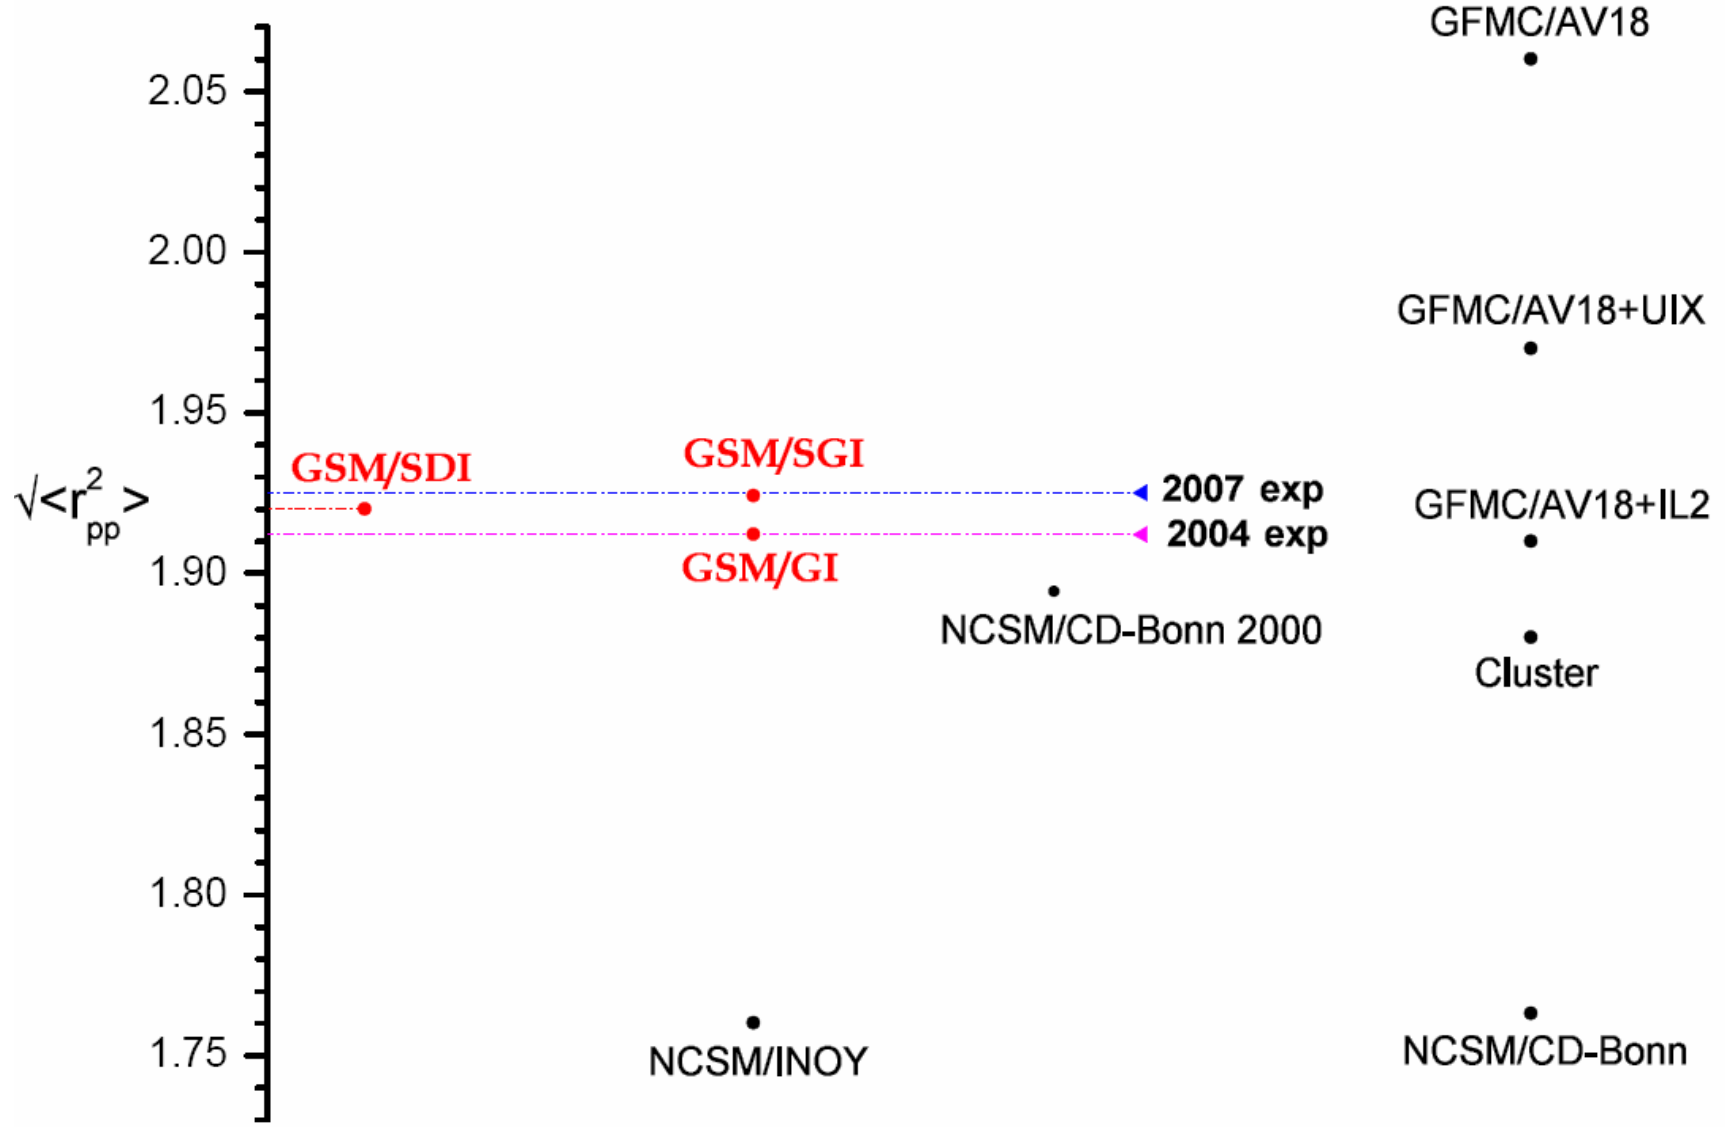 GFMC/AV18
2.05
2.00
GFMC/AV18+UIX
1.95
GSM/SDI
GSM/SGI
√<r²pp>
2007 exp
GFMC/AV18+IL2
2004 exp
1.90
GSM/GI
NCSM/CD-Bonn 2000
Cluster
1.85
1.80
1.75
NCSM/INOY
NCSM/CD-Bonn